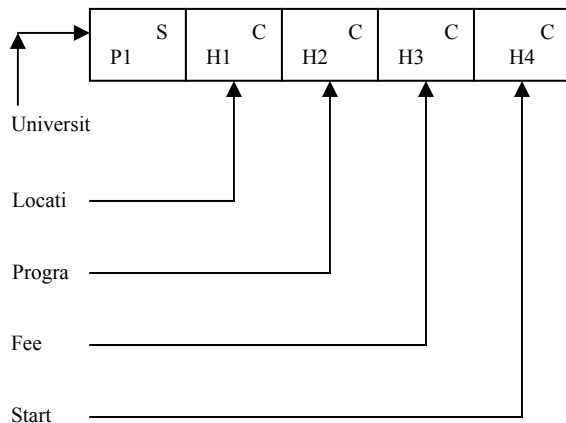 S C C C C
P1 H1 H2 H3 H4
Universit
Locati
Progra
Fee
Start